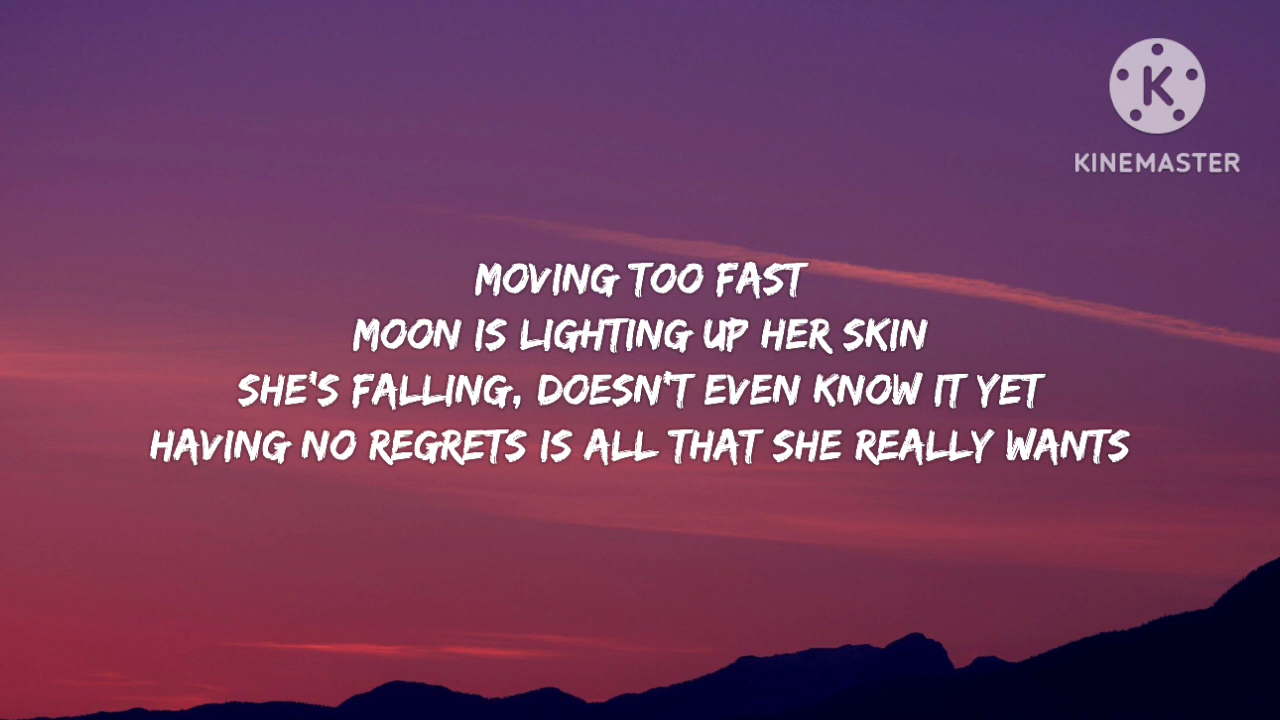 K
KINEMASTER
MOVING TOO FAST
MOON IS LIGHTING UP HER SKIN
SHE'S FALLING, DOESN'T EVEN KNOW IT YET
HAVING NO REGRETS IS ALL THAT SHE REALLY WANTS